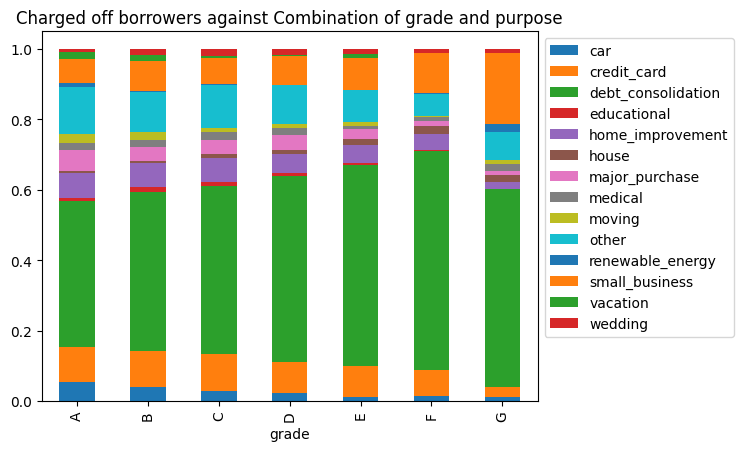 Charged off borrowers against Combination of grade and purpose
1.0
0.8
0.6
0.4
0.2
0.0
A
B
C
D
E
F
G
grade
car
credit_card
debt_consolidation
educational
home_improvement
house
major_purchase
medical
moving
other
renewable_energy
small_business
vacation
wedding